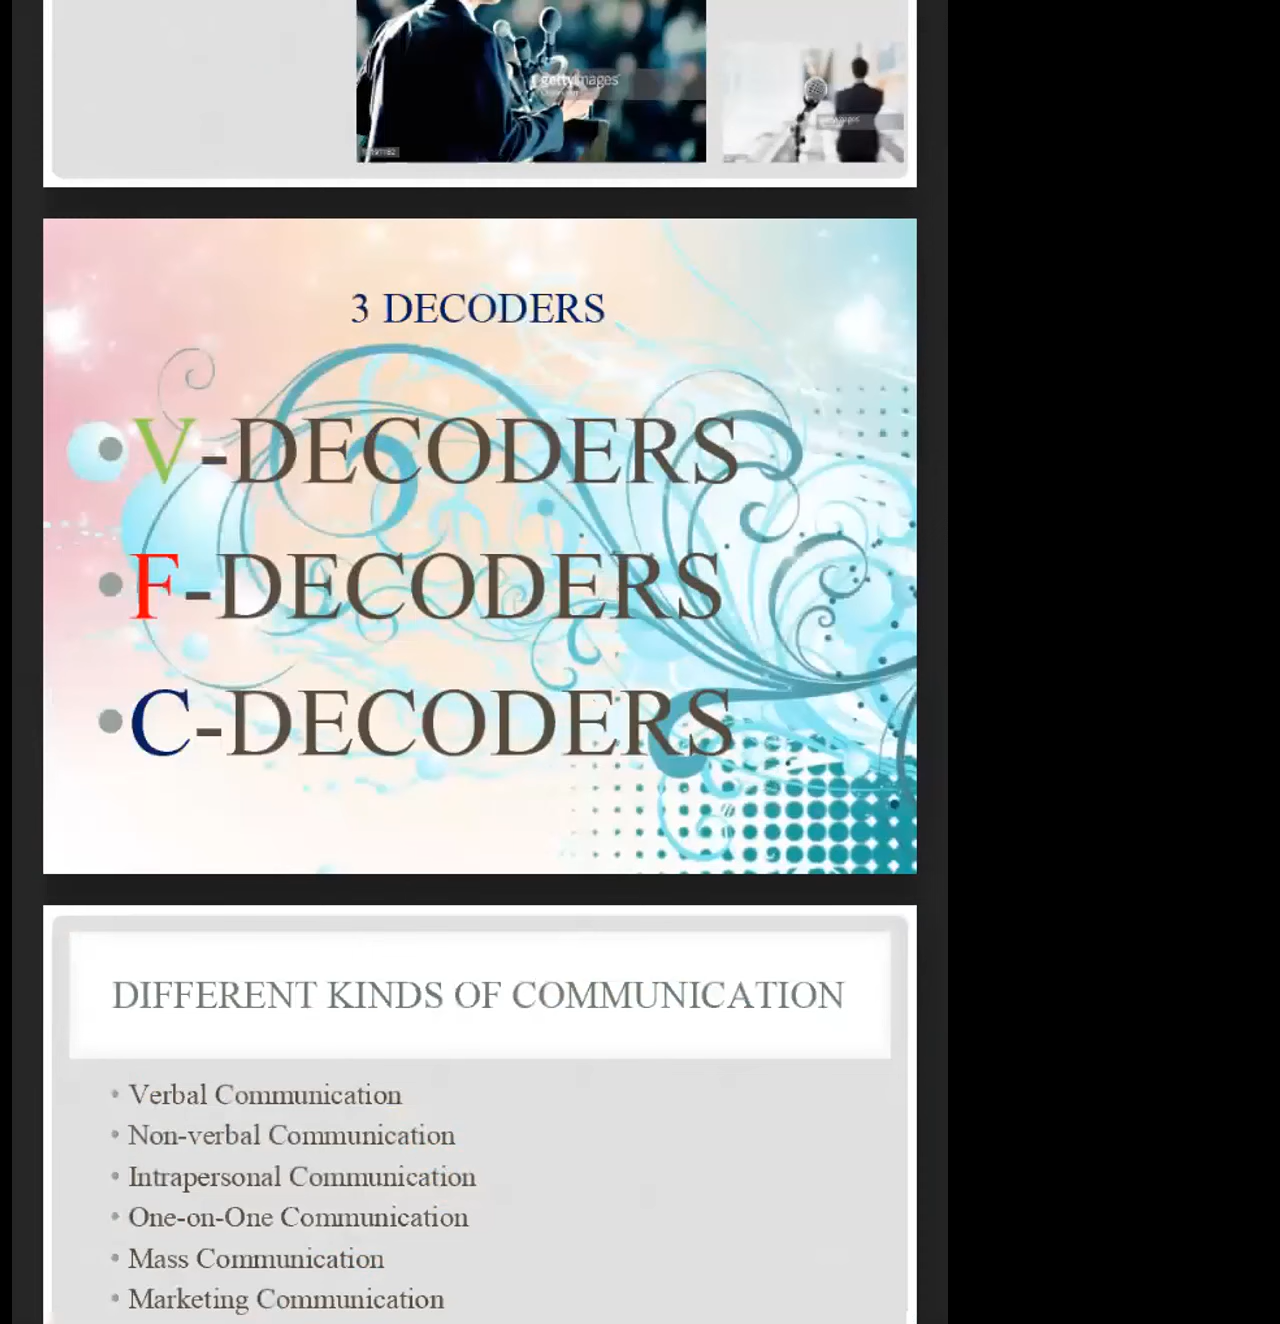 gettyimages
3 DECODERS
•V-DECODERS
•F-DECODERS
•C-DECODERS
DIFFERENT KINDS OF COMMUNICATION
• Verbal Communication
• Non-verbal Communication
• Intrapersonal Communication
• One-on-One Communication
• Mass Communication
• Marketing Communication